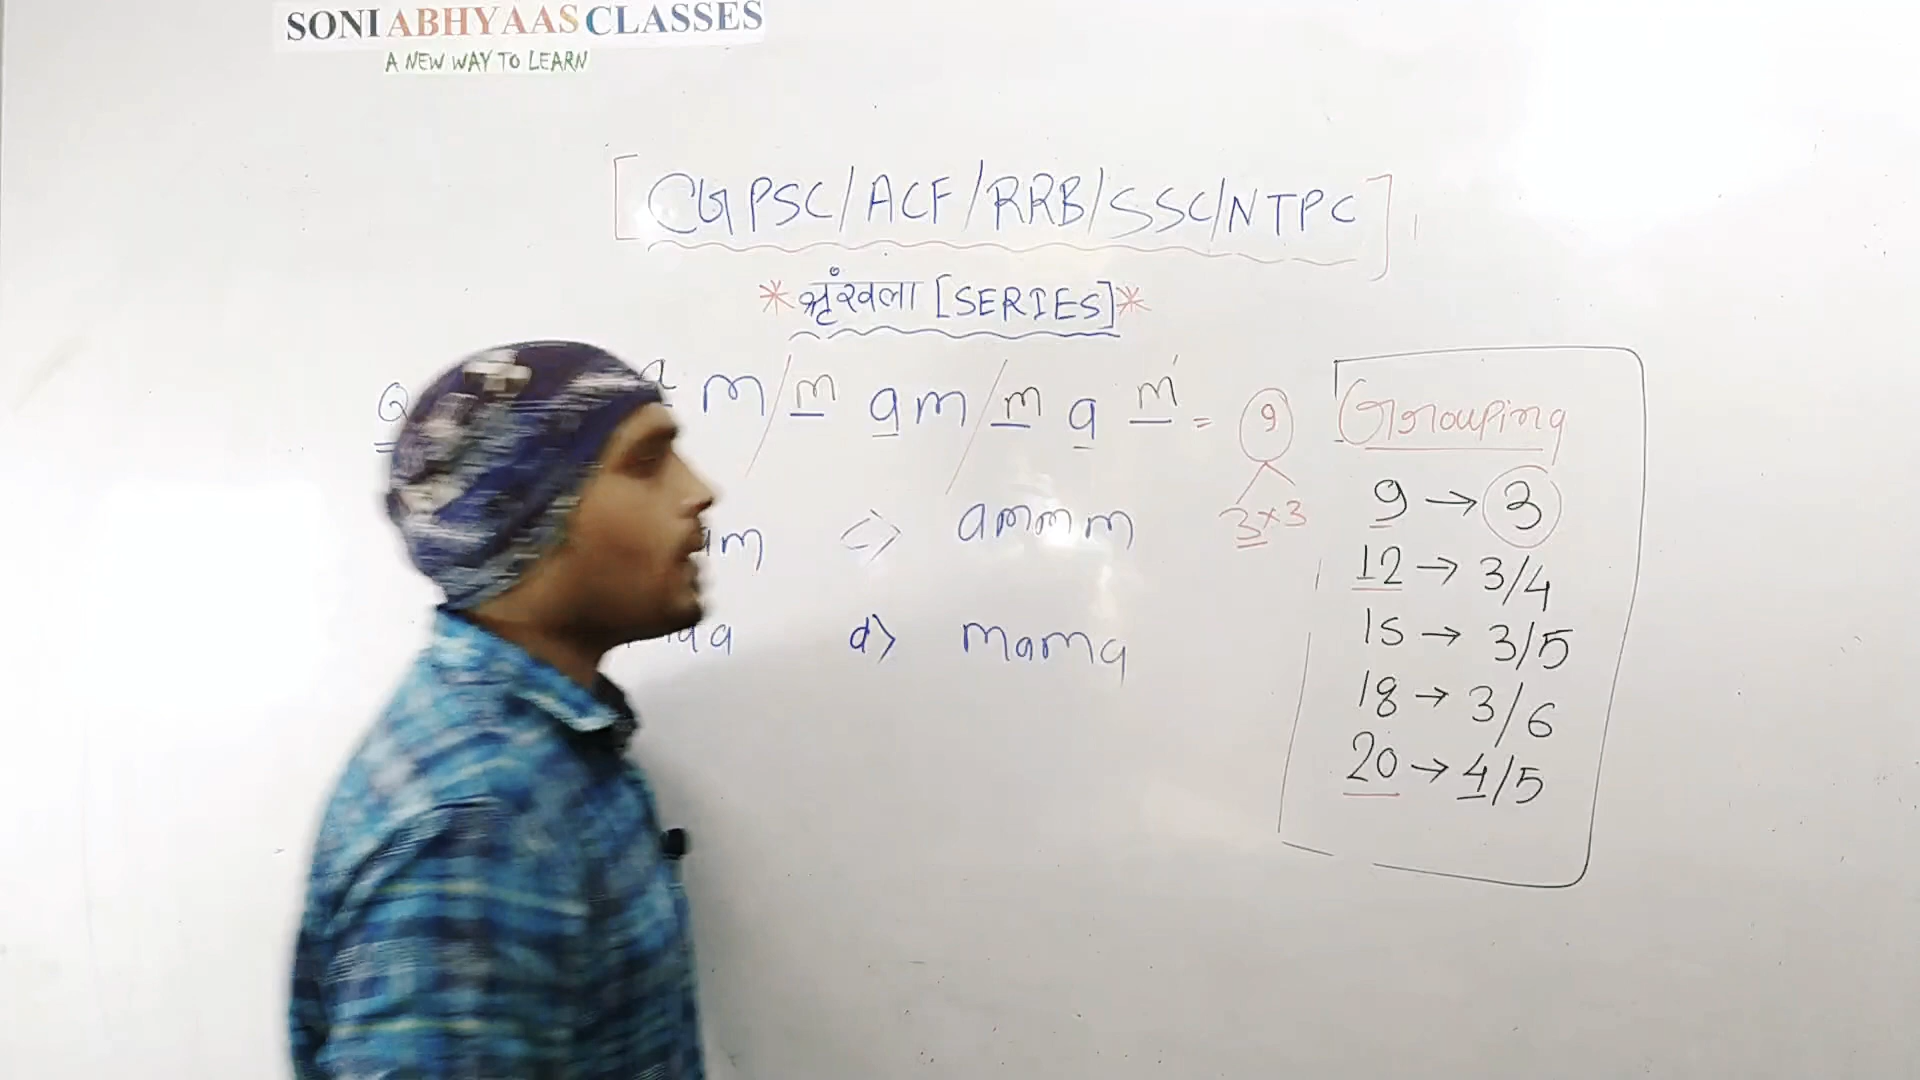 SONI ABHYAAS CLASSES
A NEW WAY TO LEARN
[CGPSC/ACF/RRB/SSC/NTPC]
*श्रृंखला [SERIES]*
Q m/m a m/m a m = 9
3×3
c) ammm
d) mama
Grouping
9 → 3
12 → 3/4
15 → 3/5
18 → 3/6
20 → 4/5